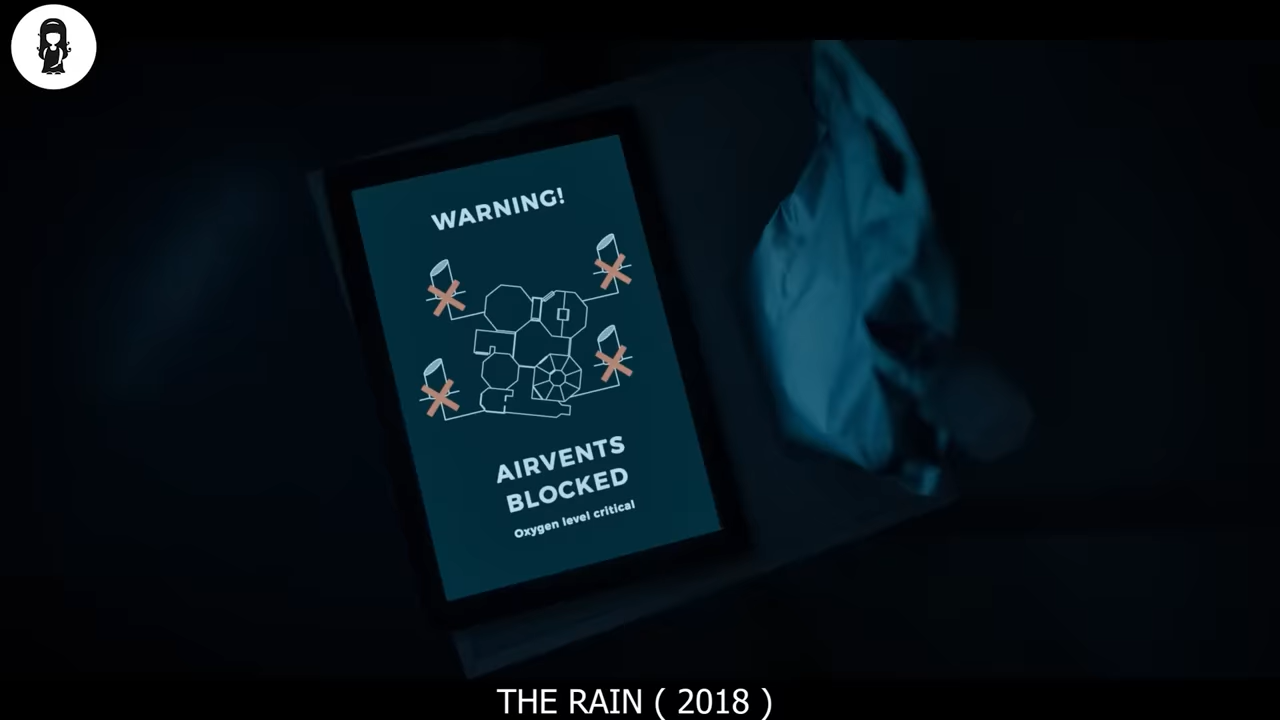 WARNING!
AIRVENTS
BLOCKED
Oxygen level critical
THE RAIN ( 2018 )